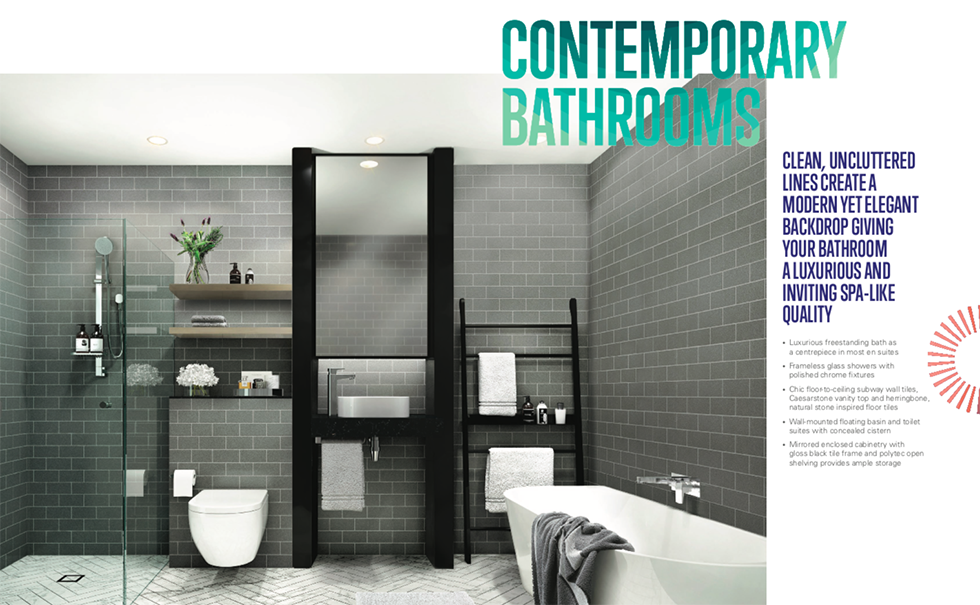 CONTEMPORARY
BATHROOMS
CLEAN, UNCLUTTERED
LINES CREATE A
MODERN YET ELEGANT
BACKDROP GIVING
YOUR BATHROOM
A LUXURIOUS AND
INVITING SPA-LIKE
QUALITY
• Luxurious freestanding bath as
a centrepiece in most en suites
• Frameless glass showers with
polished chrome fixtures
• Chic floor-to-ceiling subway wall tiles,
Caesarstone vanity top and herringbone,
natural stone inspired floor tiles
• Wall-mounted floating basin and toilet
suites with concealed cistern
• Mirrored enclosed cabinetry with
gloss black tile frame and polytec open
shelving provides ample storage